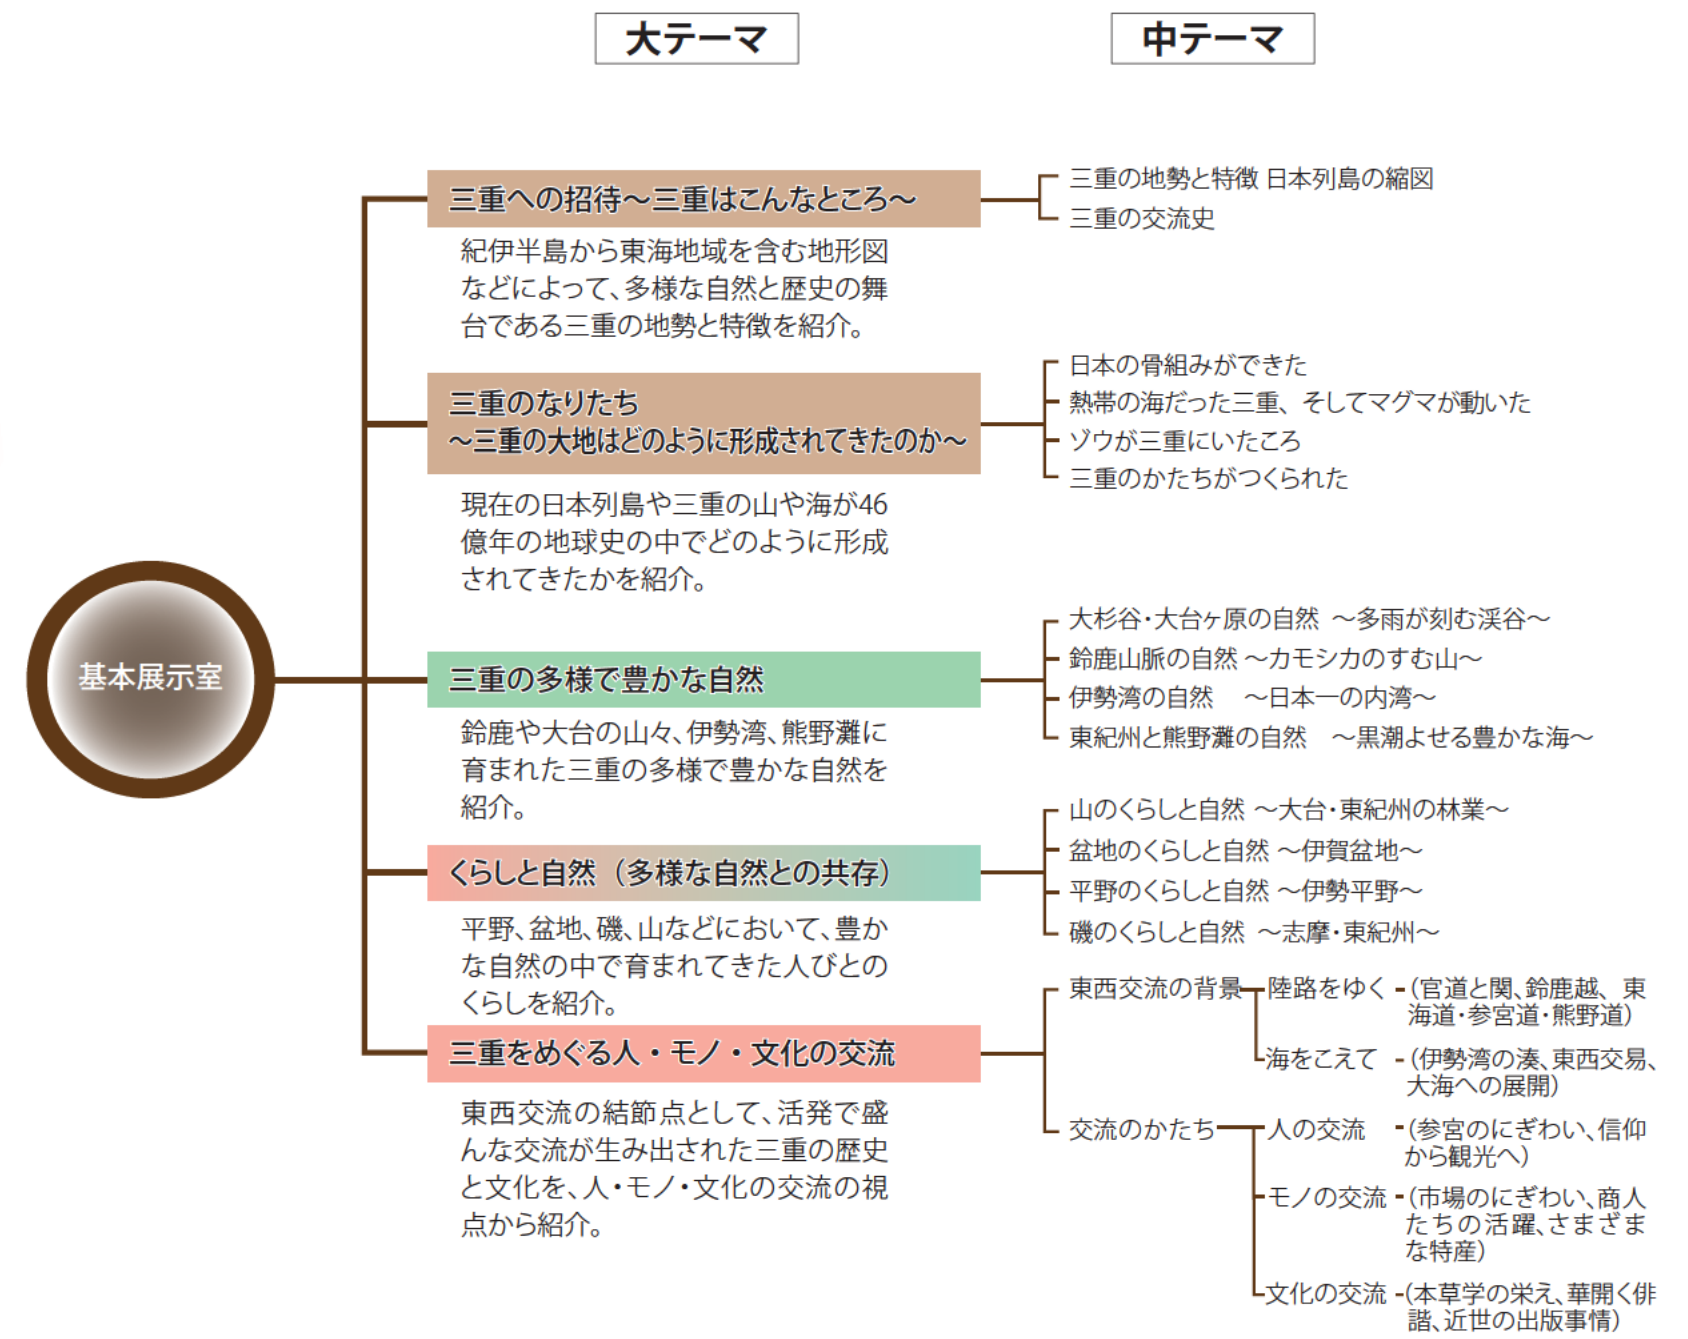 大テーマ
中テーマ
基本展示室
三重への招待～三重はこんなところ～
紀伊半島から東海地域を含む地形図
などによって、多様な自然と歴史の舞
台である三重の地勢と特徴を紹介。
三重の地勢と特徴 日本列島の縮図
三重の交流史
三重のなりたち
～三重の大地はどのように形成されてきたのか～
現在の日本列島や三重の山や海が46
億年の地球史の中でどのように形成
されてきたかを紹介。
日本の骨組みができた
熱帯の海だった三重、そしてマグマが動いた
ゾウが三重にいたころ
三重のかたちがつくられた
三重の多様で豊かな自然
鈴鹿や大台の山々、伊勢湾、熊野灘に
育まれた三重の多様で豊かな自然を
紹介。
大杉谷・大台ヶ原の自然 ～多雨が刻む渓谷～
鈴鹿山脈の自然 ～カモシカのすむ山～
伊勢湾の自然 ～日本一の内湾～
東紀州と熊野灘の自然 ～黒潮よせる豊かな海～
くらしと自然（多様な自然との共存）
平野、盆地、磯、山などにおいて、豊か
な自然の中で育まれてきた人びとの
くらしを紹介。
山のくらしと自然 ～大台・東紀州の林業～
盆地のくらしと自然 ～伊賀盆地～
平野のくらしと自然 ～伊勢平野～
磯のくらしと自然 ～志摩・東紀州～
三重をめぐる人・モノ・文化の交流
東西交流の結節点として、活発で盛
んな交流が生み出された三重の歴史
と文化を、人・モノ・文化の交流の視
点から紹介。
東西交流の背景
陸路をゆく
（官道と関、鈴鹿越、東
海道・参宮道・熊野道）
海をこえて
（伊勢湾の湊、東西交易、
大海への展開）
交流のかたち
人の交流
（参宮のにぎわい、信仰
から観光へ）
モノの交流
（市場のにぎわい、商人
たちの活躍、さまざま
な特産）
文化の交流
（本草学の栄え、華開く俳
諧、近世の出版事情）